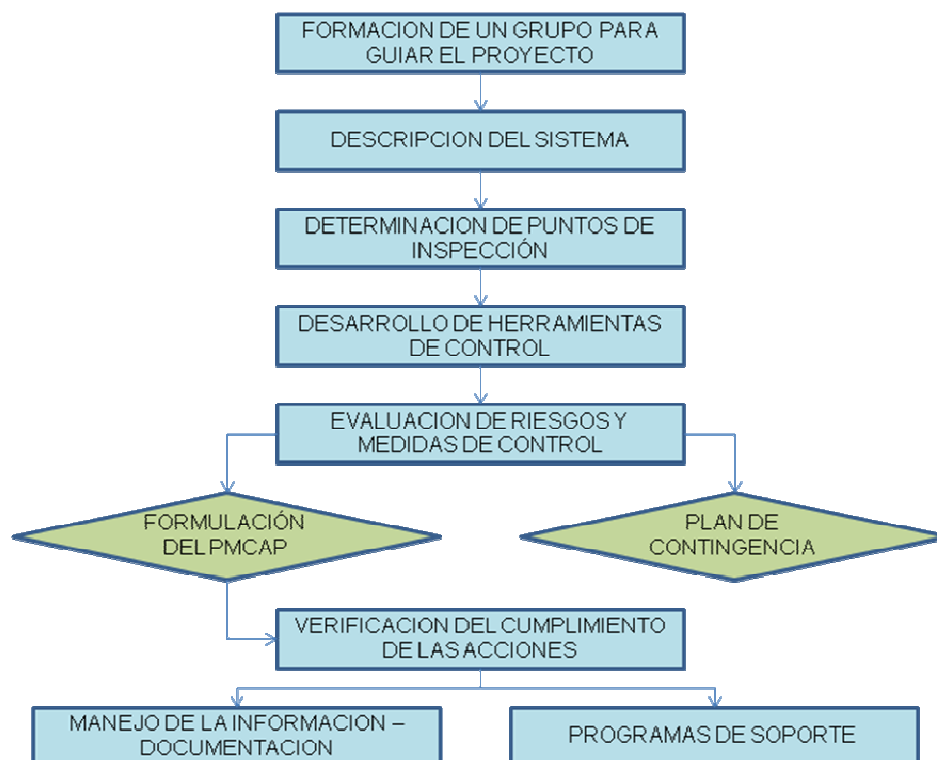 FORMACION DE UN GRUPO PARA
GUIAR EL PROYECTO
DESCRIPCION DEL SISTEMA
DETERMINACION DE PUNTOS DE
INSPECCIÓN
DESARROLLO DE HERRAMIENTAS
DE CONTROL
EVALUACION DE RIESGOS Y
MEDIDAS DE CONTROL
FORMULACIÓN
DEL PMCAP
PLAN DE
CONTINGENCIA
VERIFICACION DEL CUMPLIMIENTO
DE LAS ACCIONES
MANEJO DE LA INFORMACION –
DOCUMENTACION
PROGRAMAS DE SOPORTE